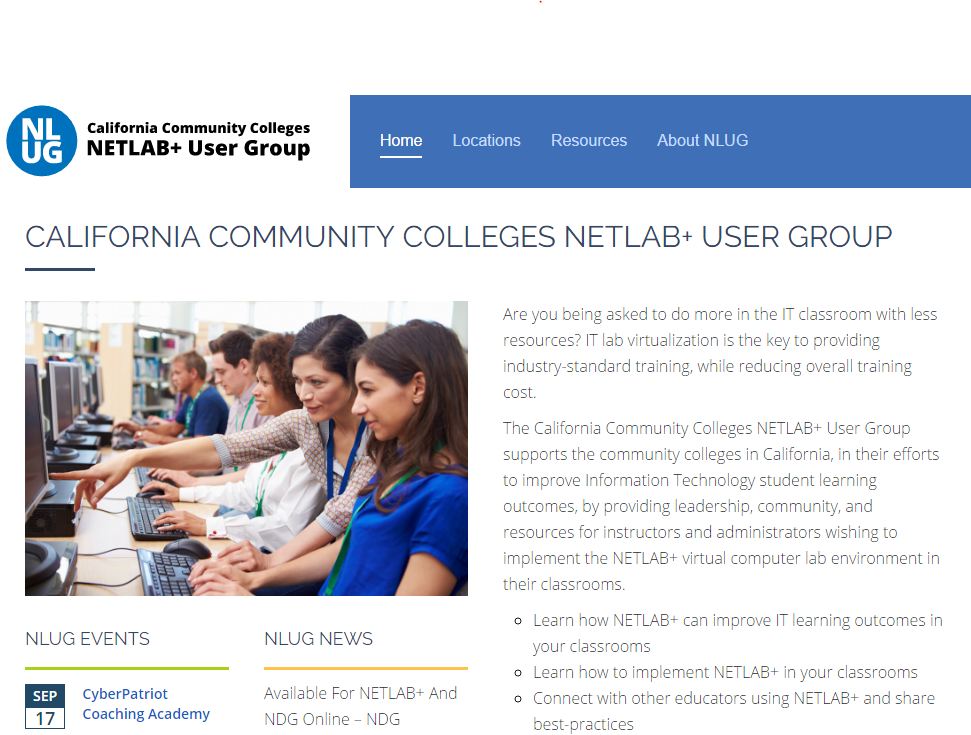 NL
UG
California Community Colleges
NETLAB+ User Group
Home
Locations
Resources
About NLUG
CALIFORNIA COMMUNITY COLLEGES NETLAB+ USER GROUP
Are you being asked to do more in the IT classroom with less
resources? IT lab virtualization is the key to providing
industry-standard training, while reducing overall training
cost.
The California Community Colleges NETLAB+ User Group
supports the community colleges in California, in their efforts
to improve Information Technology student learning
outcomes, by providing leadership, community, and
resources for instructors and administrators wishing to
implement the NETLAB+ virtual computer lab environment in
their classrooms.
Learn how NETLAB+ can improve IT learning outcomes in
your classrooms
Learn how to implement NETLAB+ in your classrooms
Connect with other educators using NETLAB+ and share
best-practices
NLUG EVENTS
SEP
17
CyberPatriot
Coaching Academy
NLUG NEWS
Available For NETLAB+ And
NDG Online – NDG